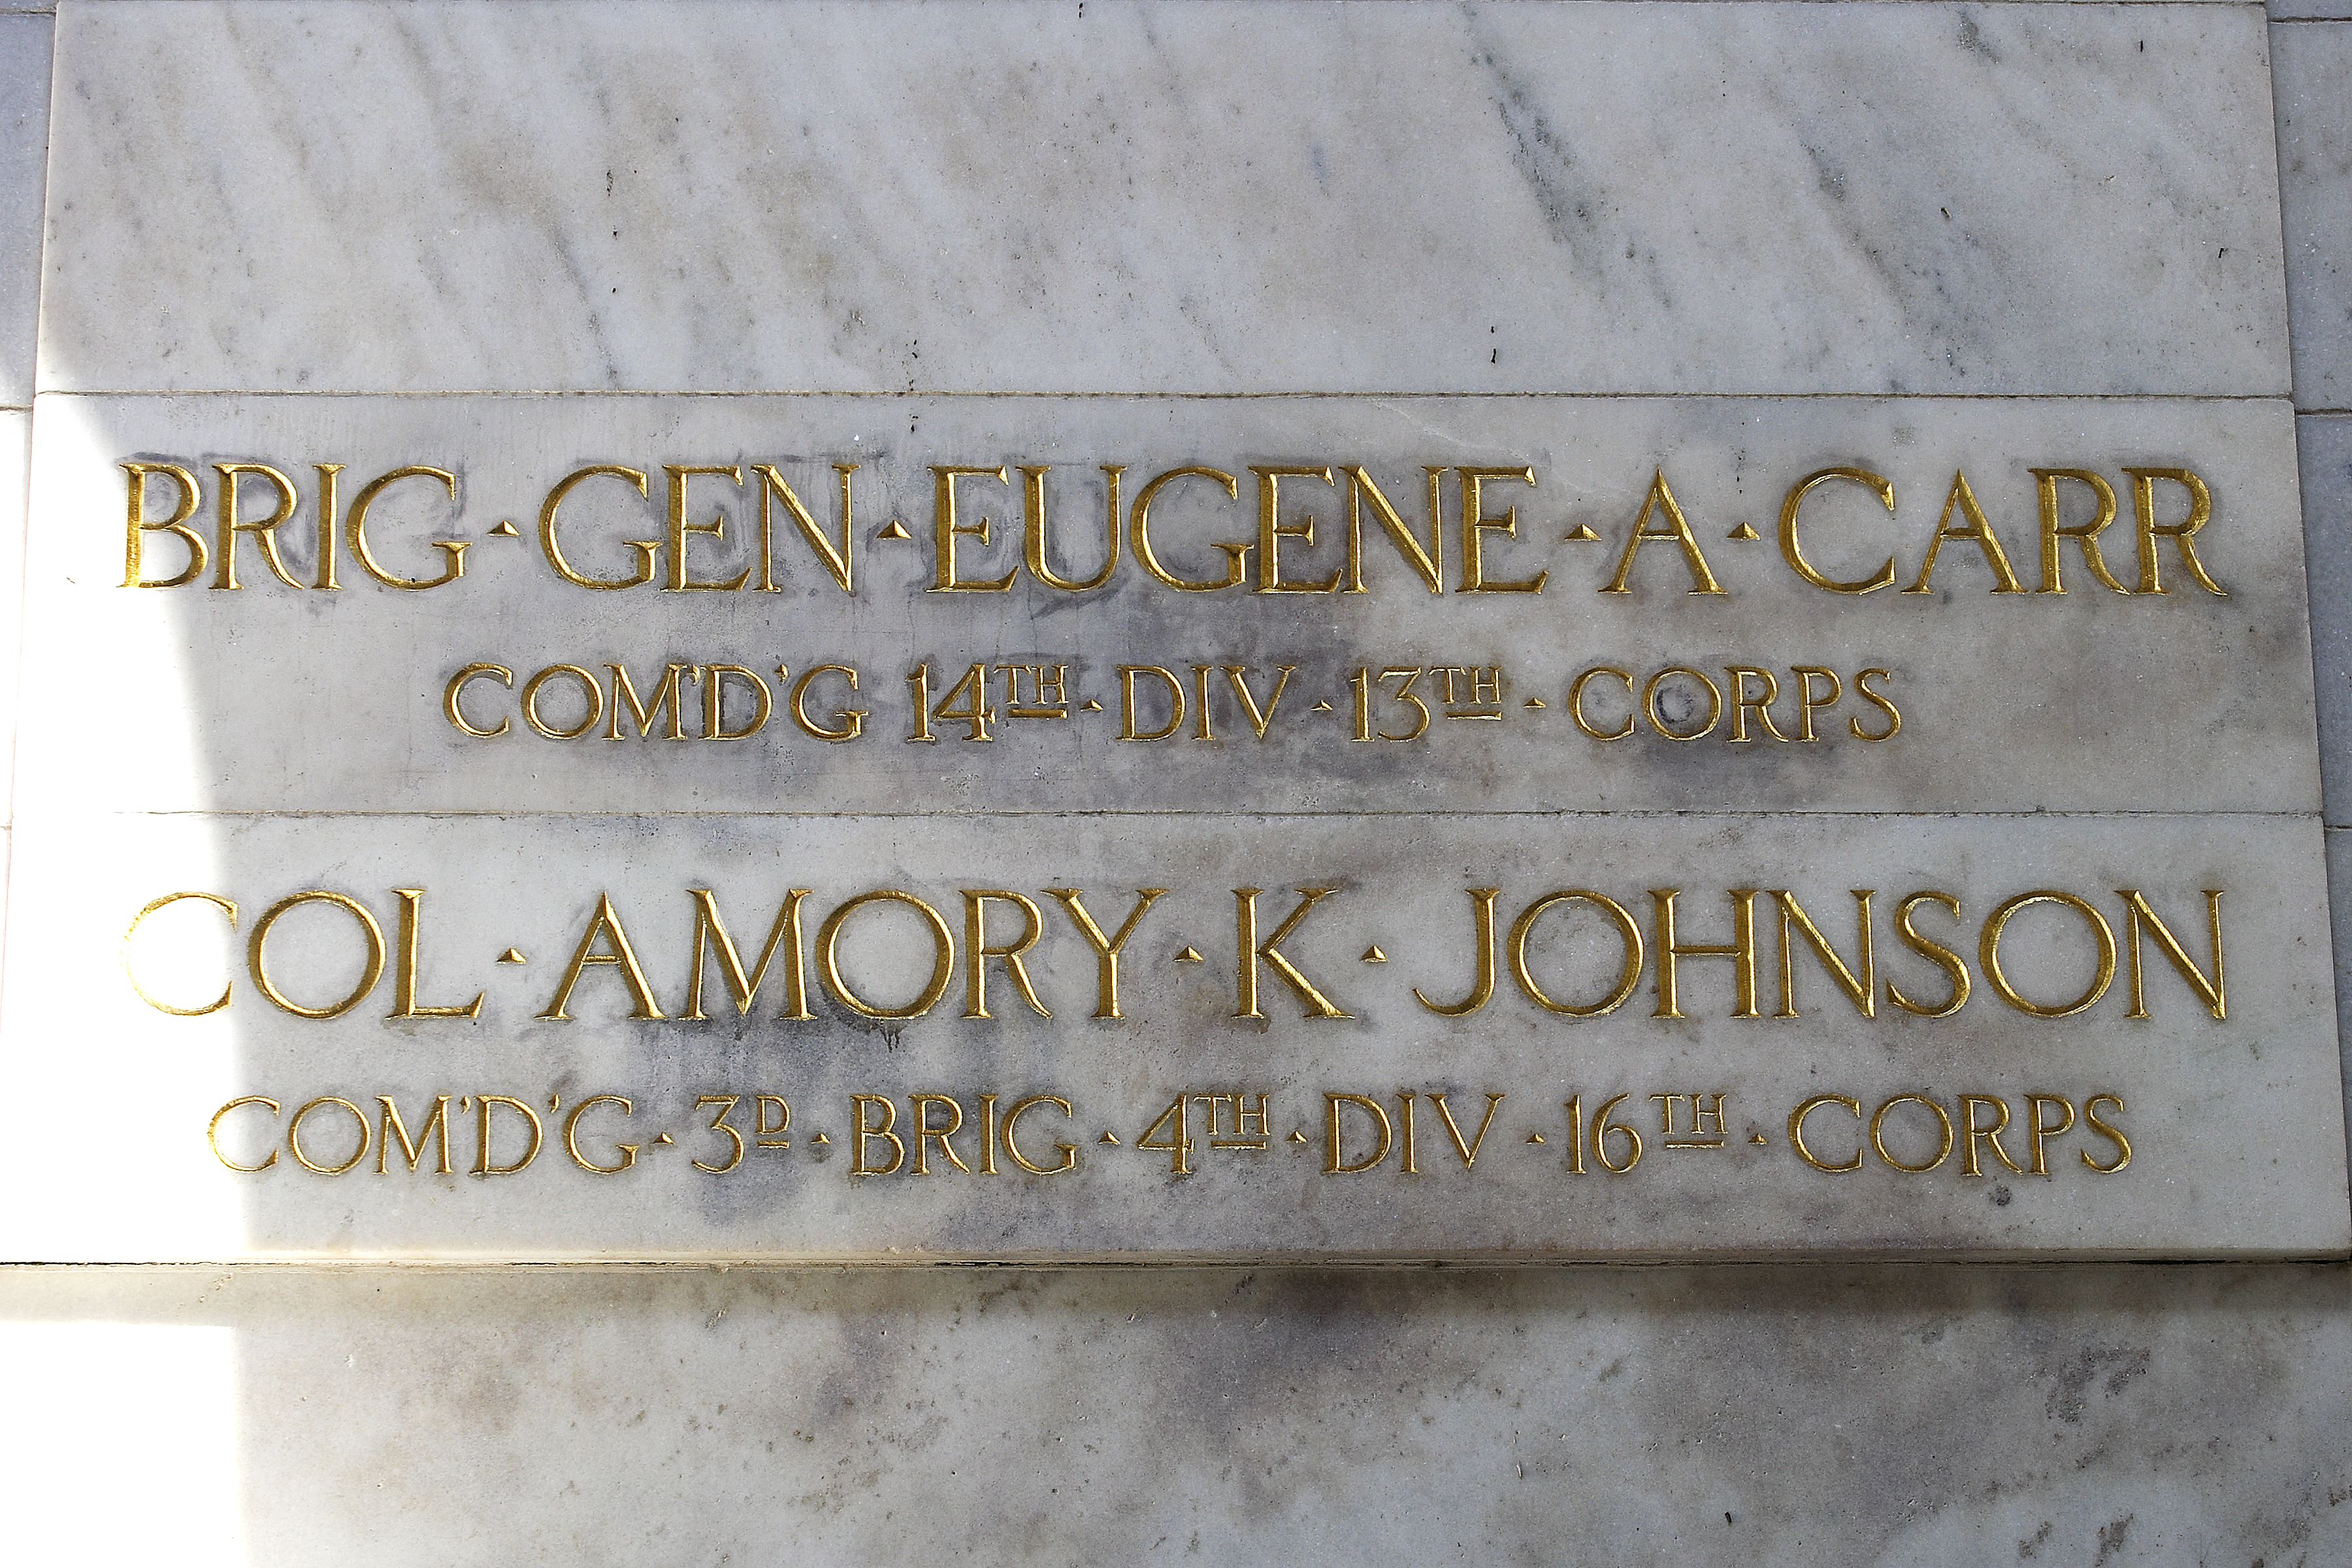 BRIG·GEN·EUGENE·A·CARR
COM'D'G 14TH·DIV·13TH·CORPS
COL·AMORY·K·JOHNSON
COM'D'G·3D·BRIG·4TH·DIV·16TH·CORPS